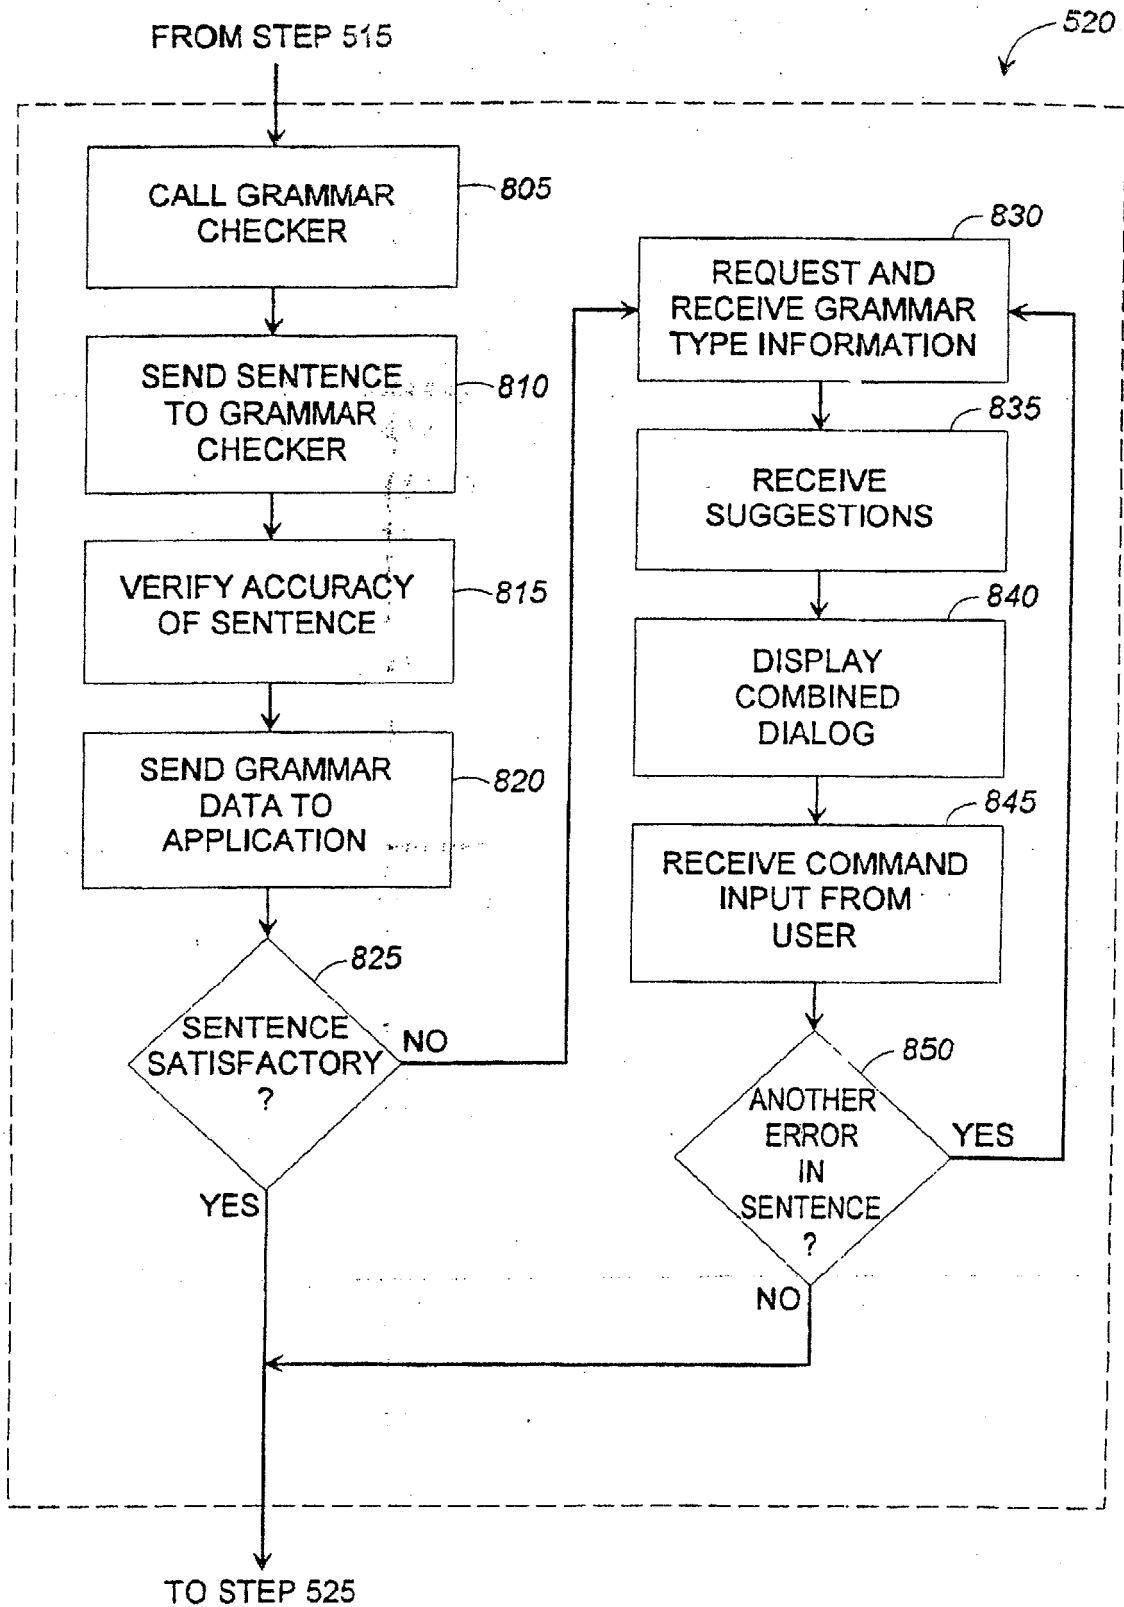 FROM STEP 515
520
CALL GRAMMAR
CHECKER
805
SEND SENTENCE
TO GRAMMAR
CHECKER
810
VERIFY ACCURACY
OF SENTENCE
815
SEND GRAMMAR
DATA TO
APPLICATION
820
825
SENTENCE
SATISFACTORY
?
NO
YES
830
REQUEST AND
RECEIVE GRAMMAR
TYPE INFORMATION
835
RECEIVE
SUGGESTIONS
840
DISPLAY
COMBINED
DIALOG
845
RECEIVE COMMAND
INPUT FROM
USER
850
ANOTHER
ERROR
IN
SENTENCE
?
YES
NO
TO STEP 525